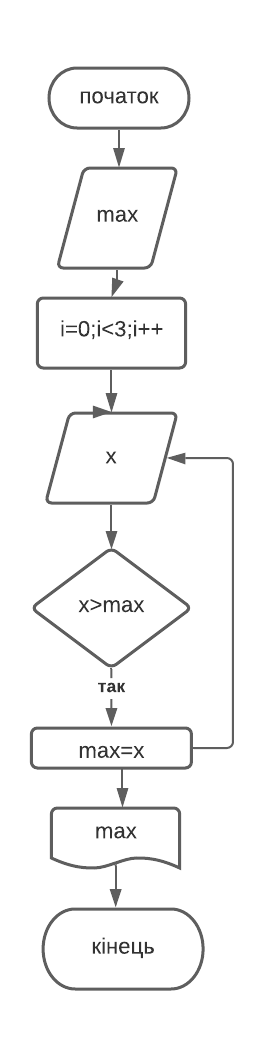 початок
max
i=0;i<3;i++
x
x>max
так
max=x
max
кінець